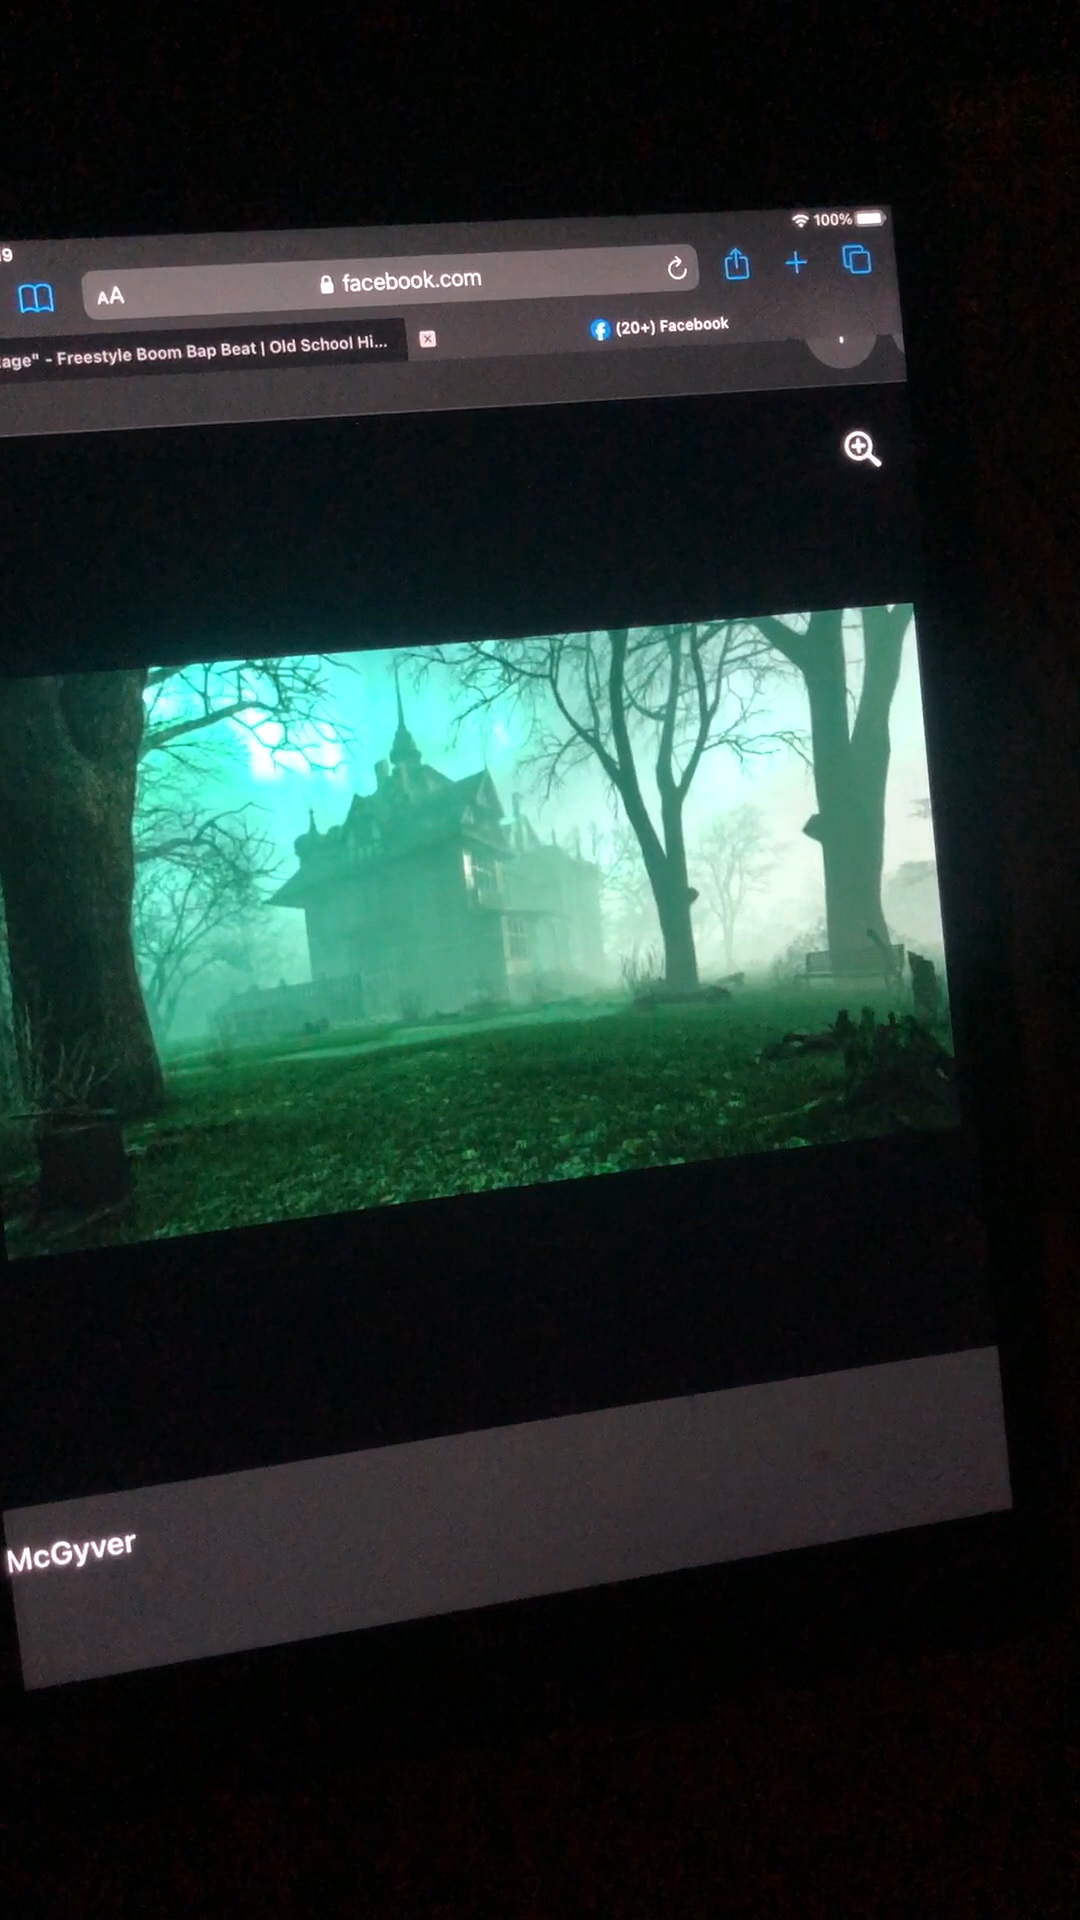 100%
AA
facebook.com
age" - Freestyle Boom Bap Beat | Old School Hi...
(20+) Facebook
McGyver